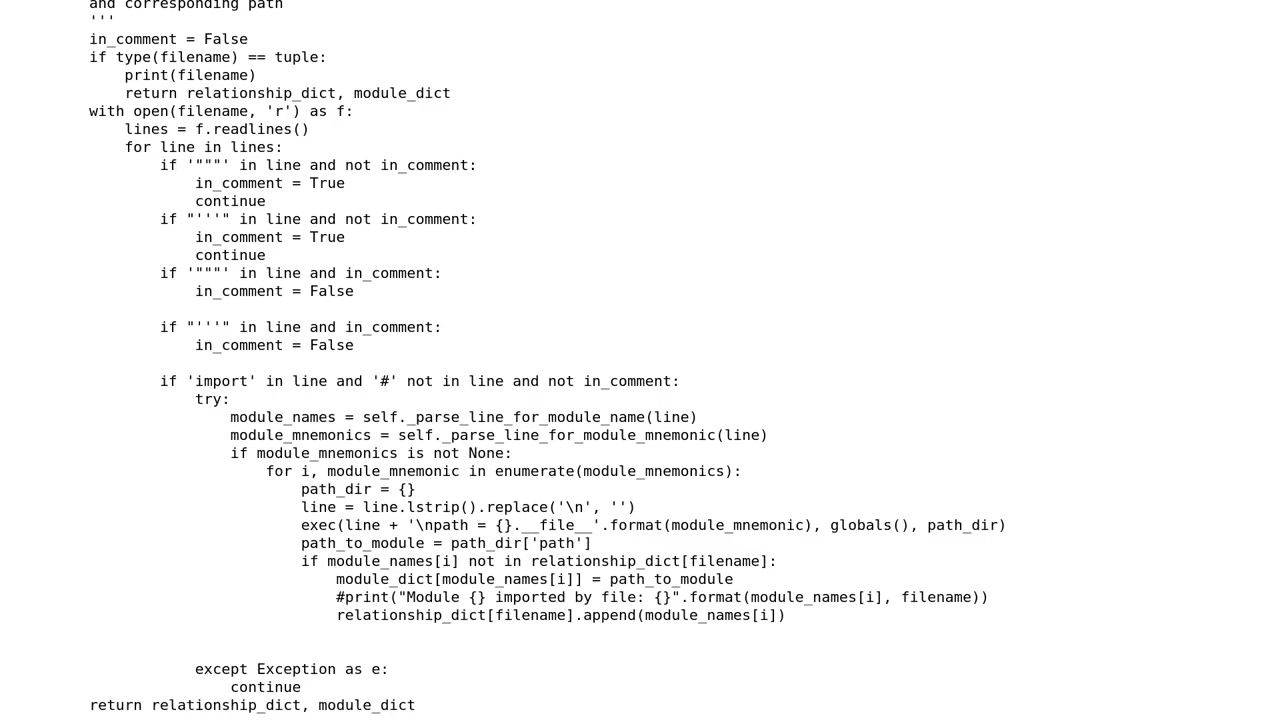 and corresponding path
'''
in_comment = False
if type(filename) == tuple:
    print(filename)
    return relationship_dict, module_dict
with open(filename, 'r') as f:
    lines = f.readlines()
    for line in lines:
        if '"""' in line and not in_comment:
            in_comment = True
            continue
        if "'''" in line and not in_comment:
            in_comment = True
            continue
        if '"""' in line and in_comment:
            in_comment = False

        if "'''" in line and in_comment:
            in_comment = False

        if 'import' in line and '#' not in line and not in_comment:
            try:
                module_names = self._parse_line_for_module_name(line)
                module_mnemonics = self._parse_line_for_module_mnemonic(line)
                if module_mnemonics is not None:
                    for i, module_mnemonic in enumerate(module_mnemonics):
                        path_dir = {}
                        line = line.lstrip().replace('\n', '')
                        exec(line + '\npath = {}.__file__'.format(module_mnemonic), globals(), path_dir)
                        path_to_module = path_dir['path']
                        if module_names[i] not in relationship_dict[filename]:
                            module_dict[module_names[i]] = path_to_module
                            #print("Module {} imported by file: {}".format(module_names[i], filename))
                            relationship_dict[filename].append(module_names[i])


            except Exception as e:
                continue
return relationship_dict, module_dict